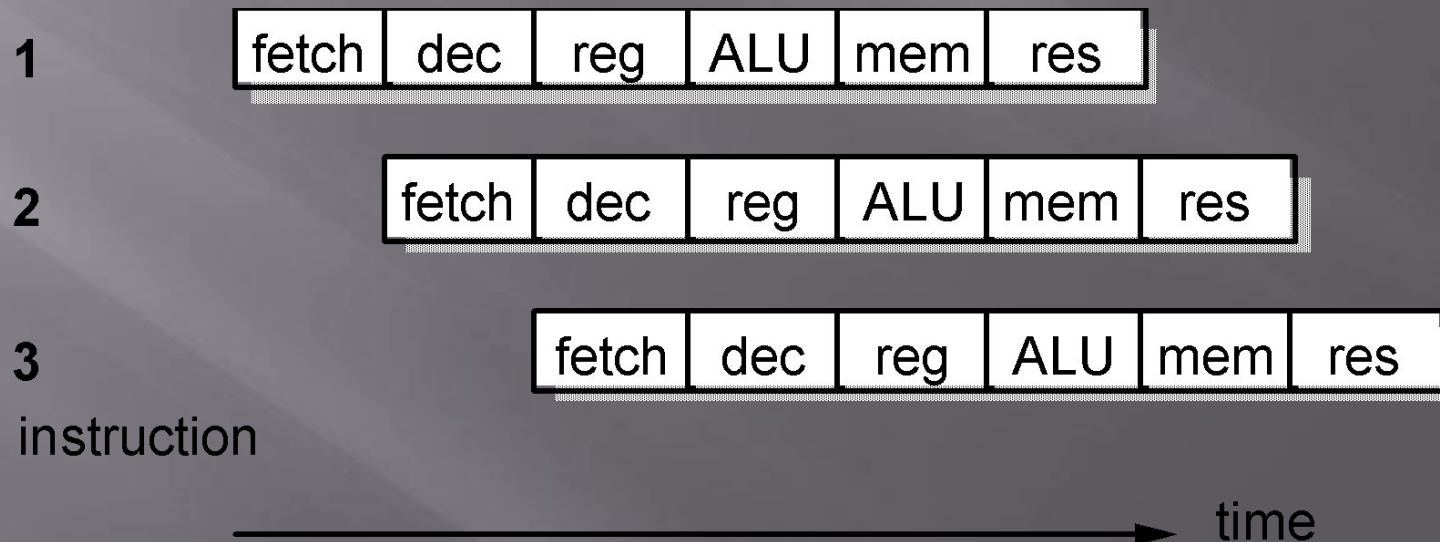 1 fetch dec reg ALU mem res
2 fetch dec reg ALU mem res
3 fetch dec reg ALU mem res
instruction
time